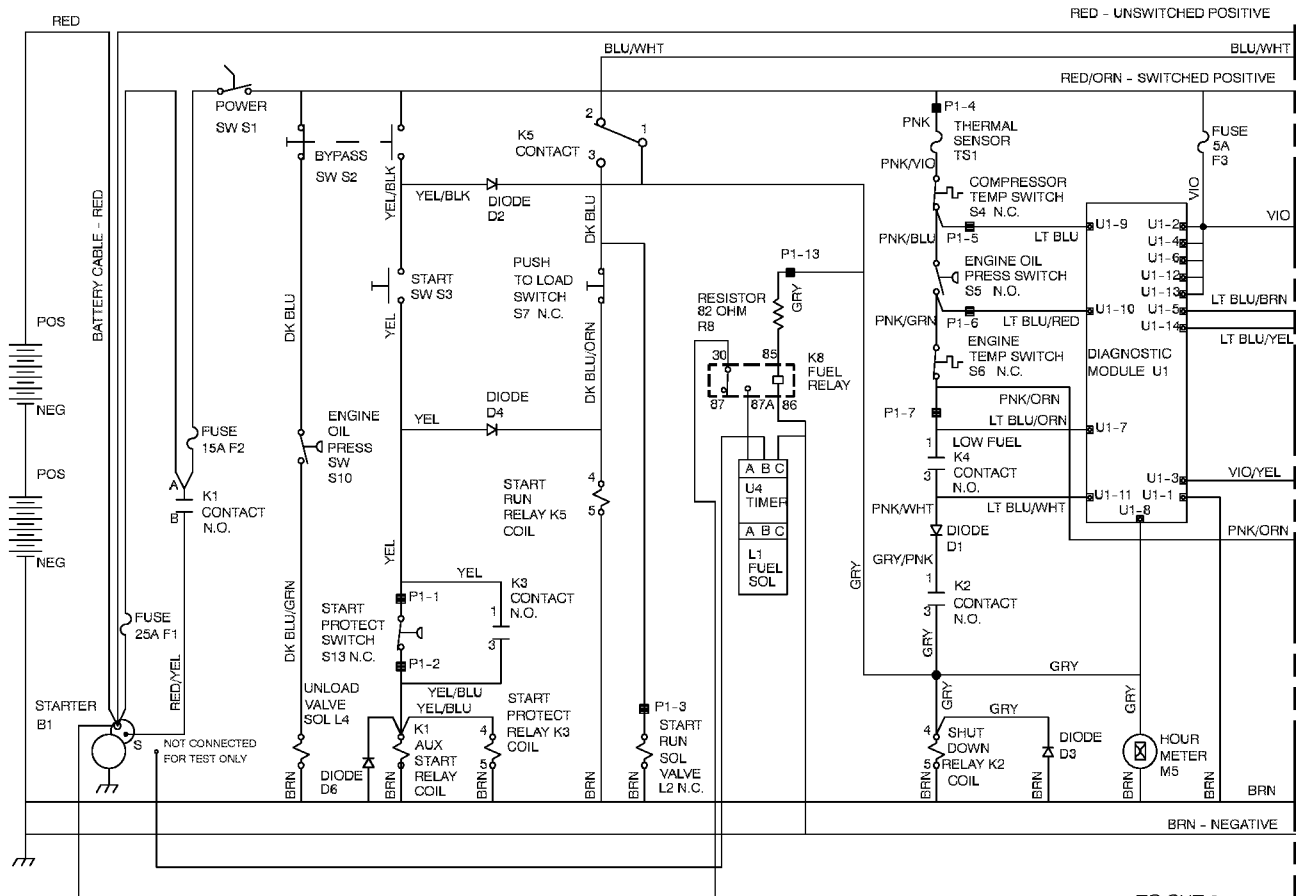 RED
RED - UNSWITCHED POSITIVE
BLU/WHT
BLU/WHT
RED/ORN - SWITCHED POSITIVE
POWER
SW S1
BYPASS
SW S2
YEL/BLK
YEL/BLK
DIODE
D2
K5
CONTACT
2
1
3
DK BLU
P1-4
PNK
THERMAL
SENSOR
TS1
PNK/VIO
COMPRESSOR
TEMP SWITCH
S4 N.C.
PNK/BLU
P1-5
LT BLU
FUSE
5A
F3
VIO
VIO
U1-9
U1-2
U1-4
U1-6
U1-12
U1-13
U1-10
U1-5
U1-14
LT BLU/BRN
LT BLU/YEL
DIAGNOSTIC
MODULE U1
ENGINE OIL
PRESS SWITCH
S5 N.O.
PNK/GRN
P1-6
LT BLU/RED
ENGINE
TEMP SWITCH
S6 N.C.
PNK/ORN
P1-7
LT BLU/ORN
U1-7
1
LOW FUEL
K4
CONTACT
N.O.
3
PNK/WHT
LT BLU/WHT
U1-3
U1-11
U1-1
U1-8
VIO/YEL
PNK/ORN
DIODE
D1
GRY/PNK
1
K2
CONTACT
N.O.
3
GRY
GRY
GRY
BATTERY CABLE - RED
POS
NEG
POS
NEG
DK BLU
START
SW S3
YEL
PUSH
TO LOAD
SWITCH
S7 N.C.
DK BLU/ORN
P1-13
GRY
RESISTOR
82 OHM
R8
30
85
K8
FUEL
RELAY
87
87A
86
FUSE
15A F2
A
B
K1
CONTACT
N.O.
ENGINE
OIL
PRESS
SW
S10
YEL
DIODE
D4
START
RUN
RELAY K5
COIL
4
5
A B C
U4
TIMER
A B C
L1
FUEL
SOL
YEL
YEL
K3
CONTACT
N.O.
1
3
P1-1
START
PROTECT
SWITCH
S13 N.C.
P1-2
FUSE
25A F1
RED/YEL
DK BLU/GRN
STARTER
B1
S
NOT CONNECTED
FOR TEST ONLY
UNLOAD
VALVE
SOL L4
YEL/BLU
YEL/BLU
START
PROTECT
RELAY K3
COIL
4
5
DIODE
D6
K1
AUX
START
RELAY
COIL
P1-3
START
RUN
SOL
VALVE
L2 N.C.
GRY
GRY
4
5
SHUT
DOWN
RELAY K2
COIL
DIODE
D3
GRY
HOUR
METER
M5
BRN
BRN
BRN
BRN
BRN
BRN
BRN
BRN
BRN
BRN
BRN - NEGATIVE